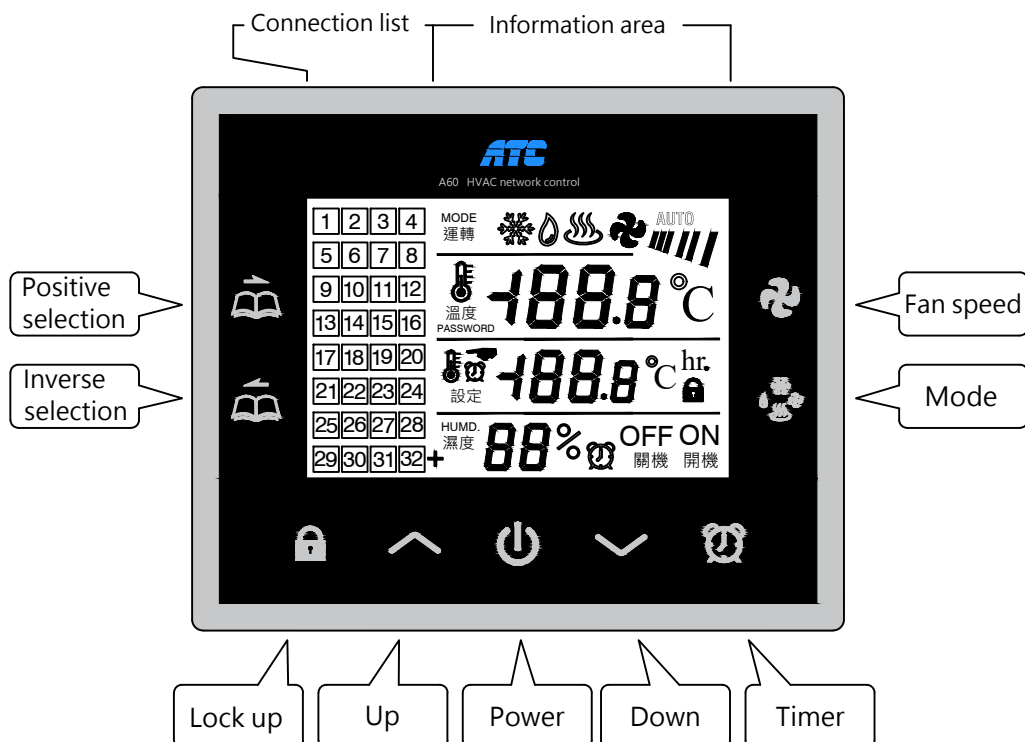 Connection list
Information area
ATC
A60 HVAC network control
1 2 3 4
5 6 7 8
9 10 11 12
13 14 15 16
17 18 19 20
21 22 23 24
25 26 27 28
29 30 31 32+
MODE
運轉
AUTO
溫度
PASSWORD
-188.8 °C
設定
-188.8 °C
hr.
HUMD.
濕度
88%
OFF ON
關機 開機
Positive
selection
Inverse
selection
Fan speed
Mode
Lock up
Up
Power
Down
Timer